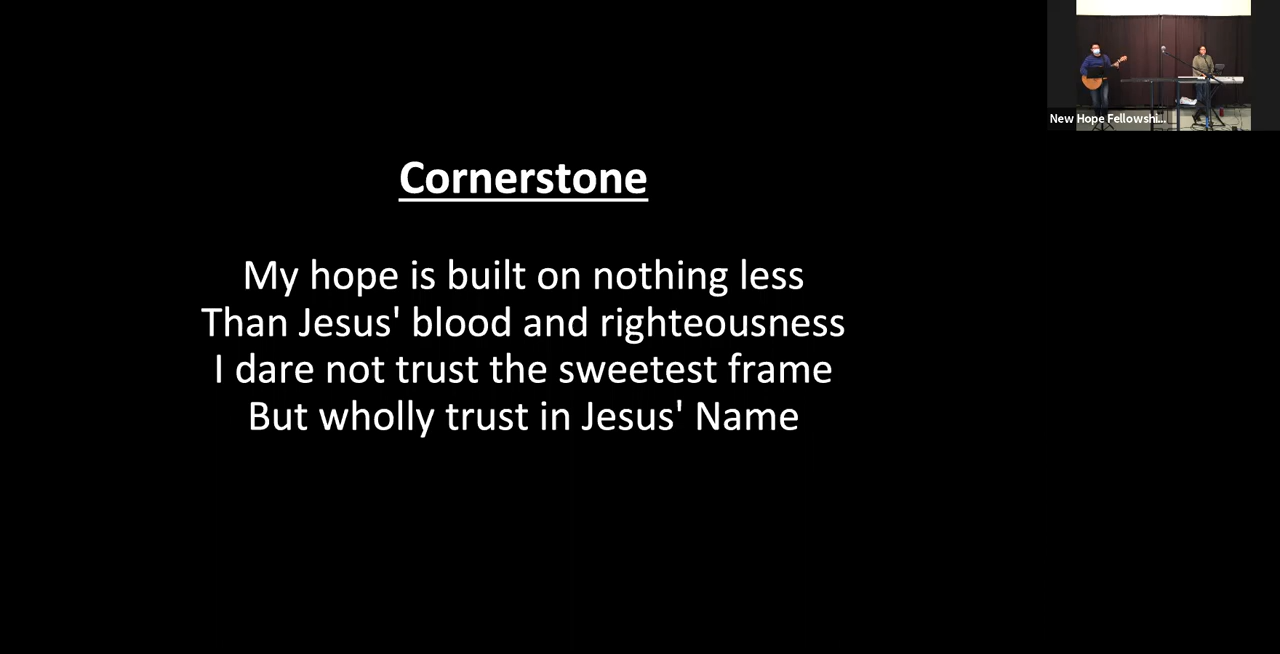 New Hope Fellowshi...
Cornerstone
My hope is built on nothing less
Than Jesus' blood and righteousness
I dare not trust the sweetest frame
But wholly trust in Jesus' Name